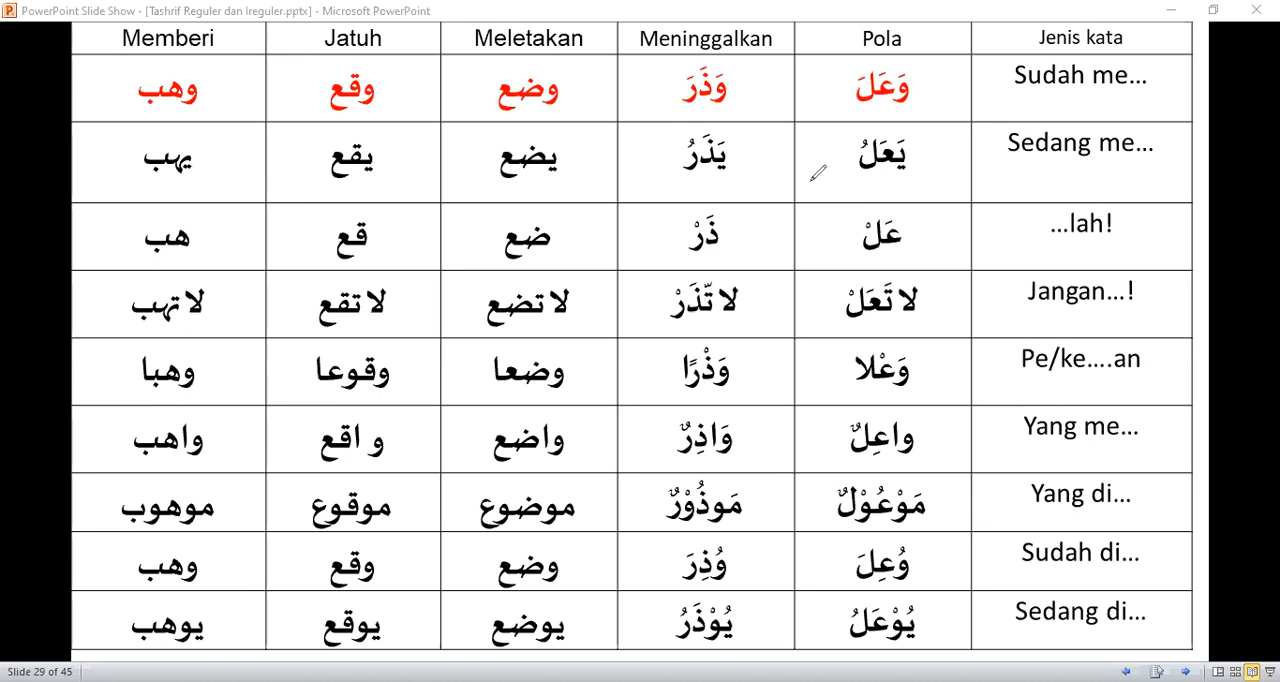 PowerPoint Slide Show - [Tashrif Reguler dan Ireguler.pptx] - Microsoft PowerPoint
Memberi Jatuh Meletakan Meninggalkan Pola Jenis kata
وهب وقع وضع وَذَرَ وَعَلَ Sudah me...
يهب يقع يضع يَذَرُ يَعَلُ Sedang me...
هب قع ضع ذَرْ عَلْ ...lah!
لا تهب لا تقع لا تضع لا تّذَرْ لا تَعَلْ Jangan...!
وهبا وقوعا وضعا وَذْرًا وَعْلا Pe/ke....an
واهب و اقع واضع وَاذِرٌ واعِلٌ Yang me...
موهوب موقوع موضوع مَوذُوْرٌ مَوْعُوْلٌ Yang di...
وهب وقع وضع وُذِرَ وُعِلَ Sudah di...
يوهب يوقع يوضع يُوْذَرُ يُوْعَلُ Sedang di...
Slide 29 of 45